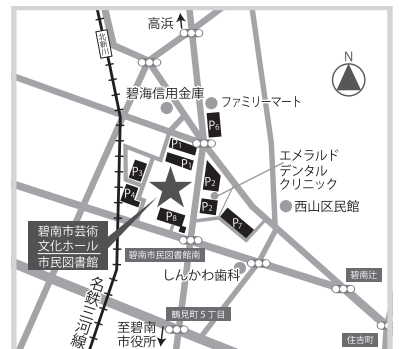 高浜
北新川
N
碧海信用金庫
ファミリーマート
P6
P1
P1
エメラルド
デンタル
クリニック
P3
P2
P4
P2
西山区民館
P8
P1
碧南市芸術
文化ホール
市民図書館
碧南市民図書館南
しんかわ歯科
碧南辻
名鉄三河線
鶴見町5丁目
至碧南
市役所
住吉町